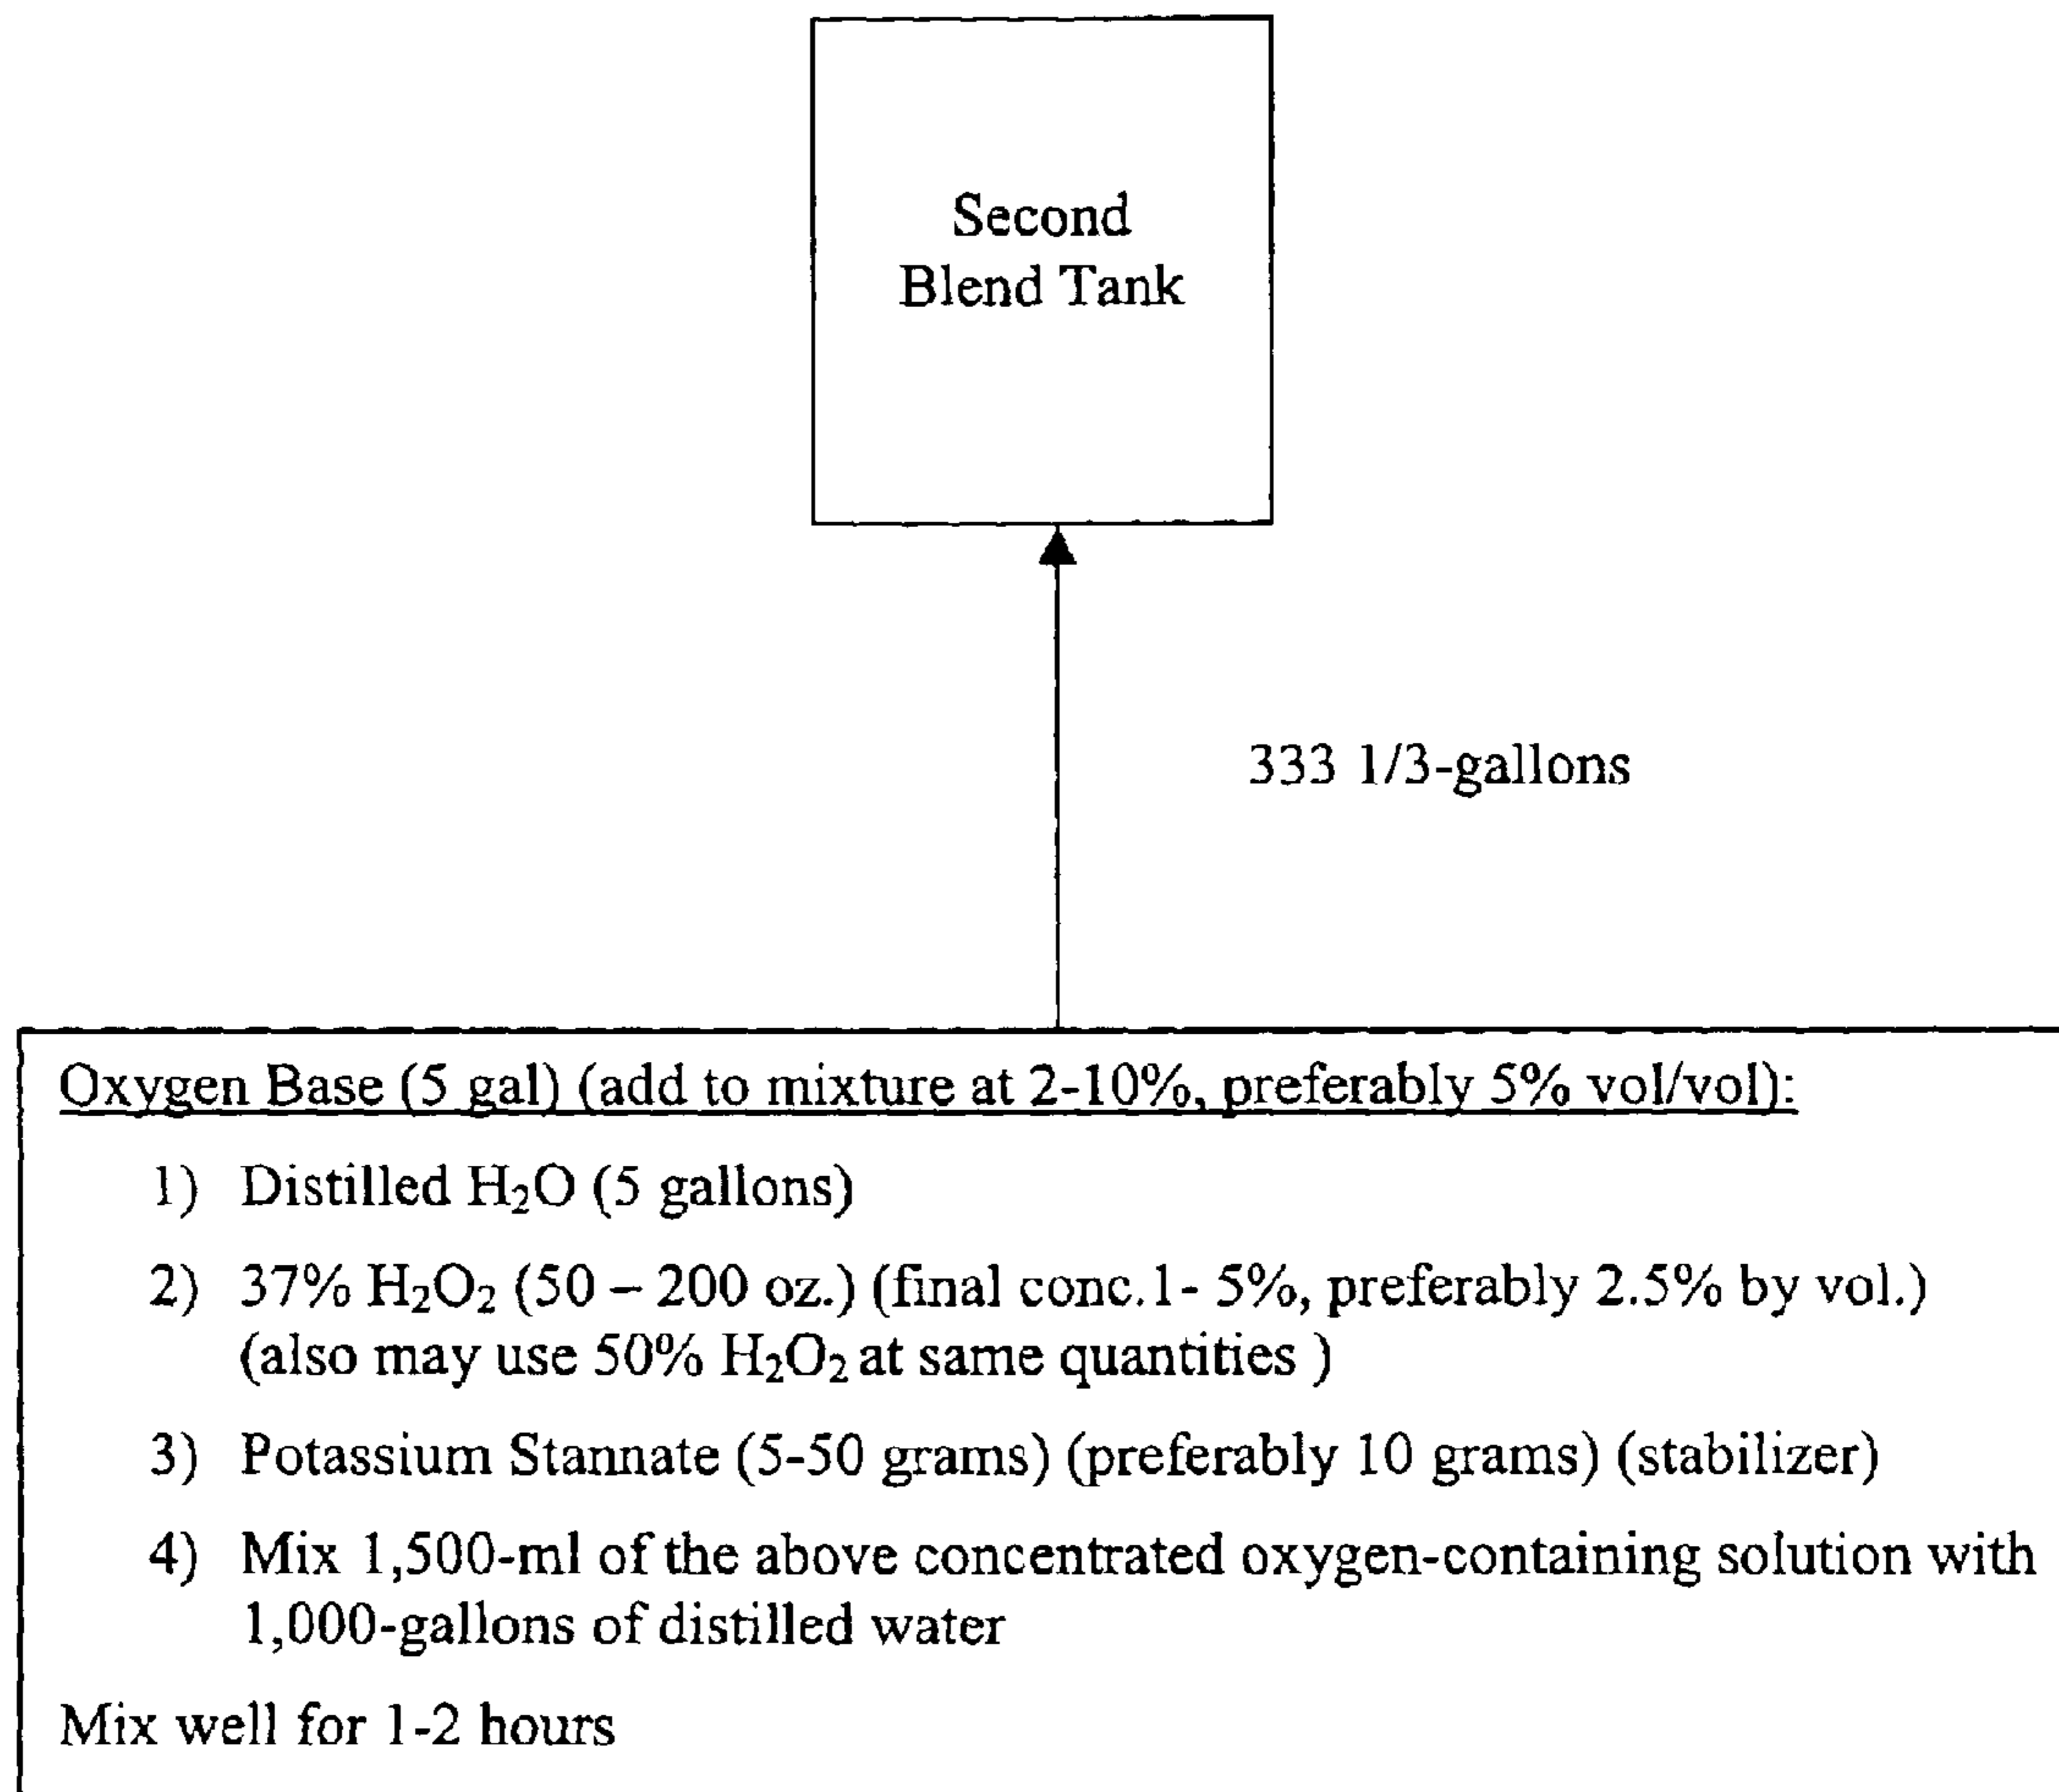 Second
Blend Tank
333 1/3-gallons
Oxygen Base (5 gal) (add to mixture at 2-10%, preferably 5% vol/vol):
1) Distilled H₂O (5 gallons)
2) 37% H₂O₂ (50 – 200 oz.) (final conc.1- 5%, preferably 2.5% by vol.)
(also may use 50% H₂O₂ at same quantities )
3) Potassium Stannate (5-50 grams) (preferably 10 grams) (stabilizer)
4) Mix 1,500-ml of the above concentrated oxygen-containing solution with
1,000-gallons of distilled water
Mix well for 1-2 hours